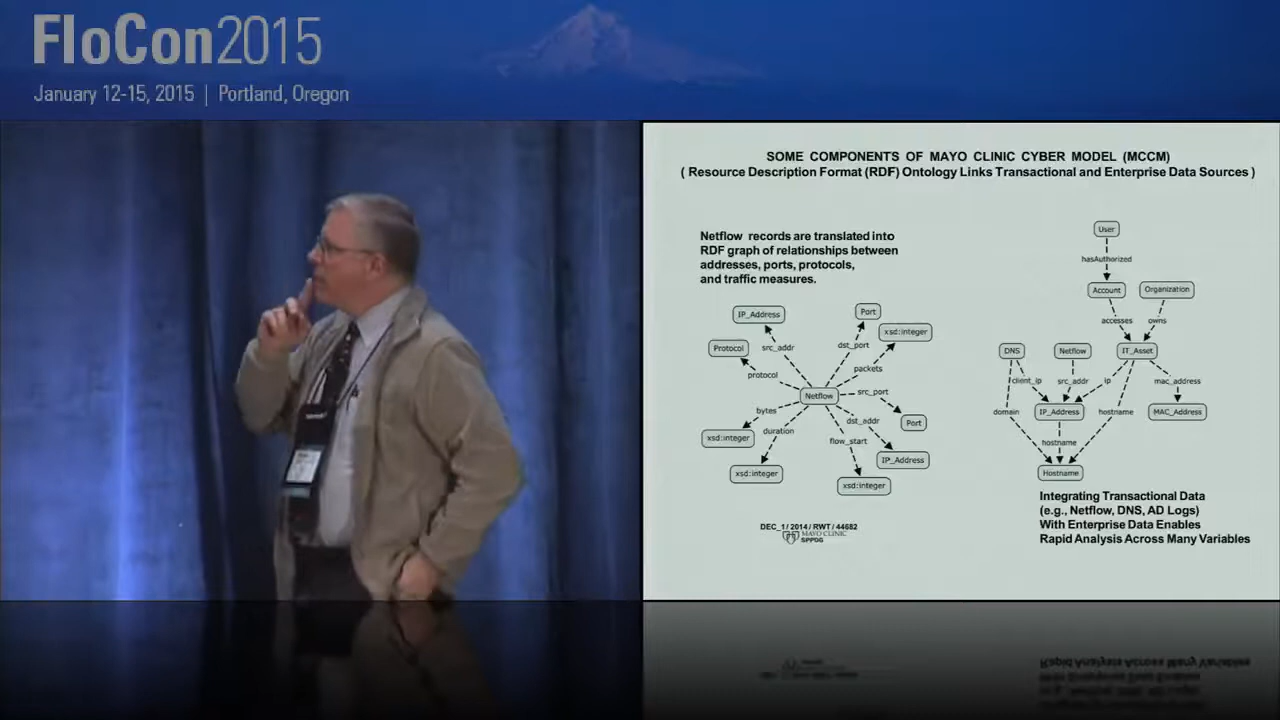 FloCon2015
January 12-15, 2015 | Portland, Oregon
SOME COMPONENTS OF MAYO CLINIC CYBER MODEL (MCCM)
( Resource Description Format (RDF) Ontology Links Transactional and Enterprise Data Sources )
Netflow records are translated into
RDF graph of relationships between
addresses, ports, protocols,
and traffic measures.
IP_Address
Port
xsd:integer
Protocol
src_addr
dst_port
protocol
packets
Netflow
src_port
bytes
dst_addr
Port
duration
xsd:integer
flow_start
IP_Address
xsd:integer
xsd:integer
DEC_1 / 2014 / RWT / 44682
MAYO CLINIC
SPPDG
User
hasAuthorized
Account
Organization
accesses
owns
DNS
Netflow
IT_Asset
client_ip
src_addr
ip
mac_address
domain
IP_Address
hostname
MAC_Address
hostname
Hostname
Integrating Transactional Data
(e.g., Netflow, DNS, AD Logs)
With Enterprise Data Enables
Rapid Analysis Across Many Variables